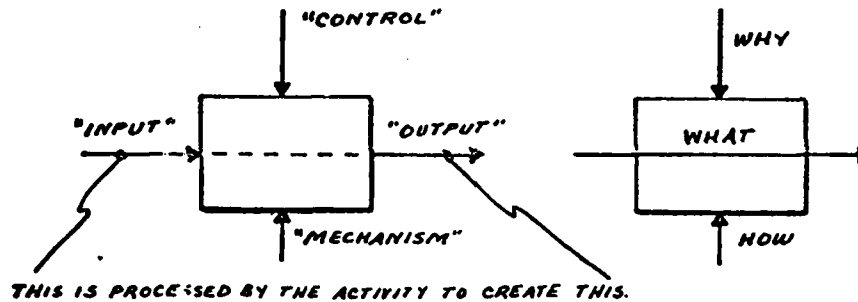 "CONTROL"
WHY
"INPUT"
"OUTPUT"
WHAT
"MECHANISM"
HOW
THIS IS PROCESSED BY THE ACTIVITY TO CREATE THIS.